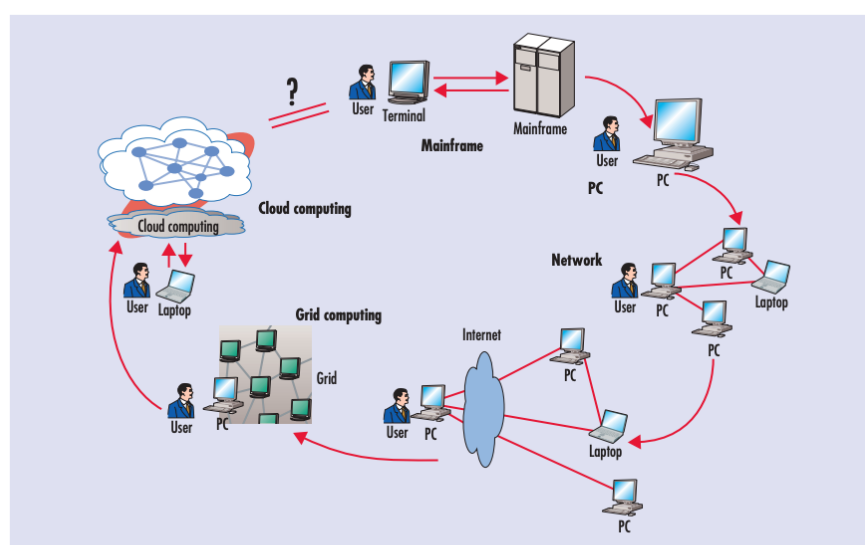 ?
User
Terminal
Mainframe
Mainframe
User
PC
PC
Cloud computing
Cloud computing
User
Laptop
Network
PC
User
PC
Laptop
PC
Grid computing
Grid
User
PC
Internet
PC
User
PC
Laptop
PC